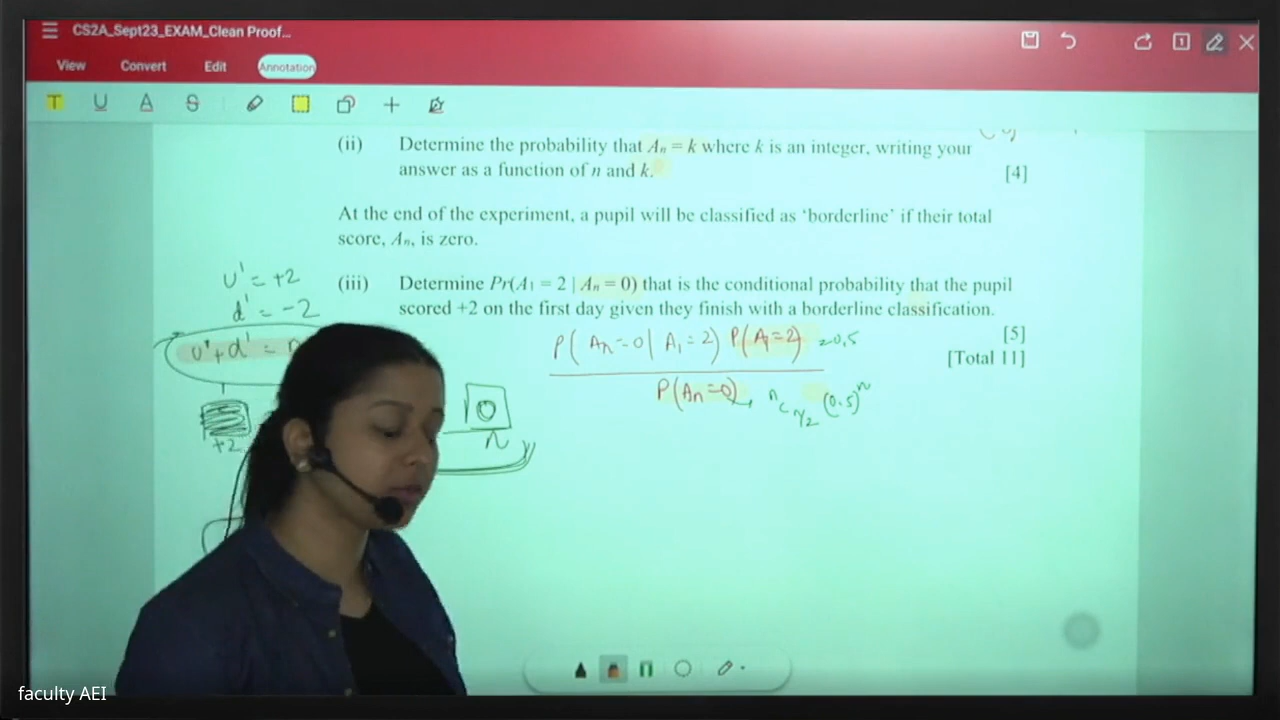 CS2A_Sept23_EXAM_Clean Proof...
View Convert Edit Annotation
(ii) Determine the probability that Aₙ = k where k is an integer, writing your
answer as a function of n and k.
[4]
At the end of the experiment, a pupil will be classified as ‘borderline’ if their total
score, Aₙ, is zero.
(iii) Determine Pr(A₁ = 2 | Aₙ = 0) that is the conditional probability that the pupil
scored +2 on the first day given they finish with a borderline classification.
[5]
[Total 11]
u' = +2
d' = -2
u' + d' =
+2
0
n
P(An=0 | A₁=2) P(A₁=2) = 0.5
P(An=0) → ⁿC n/2 (0.5)ⁿ
faculty AEI